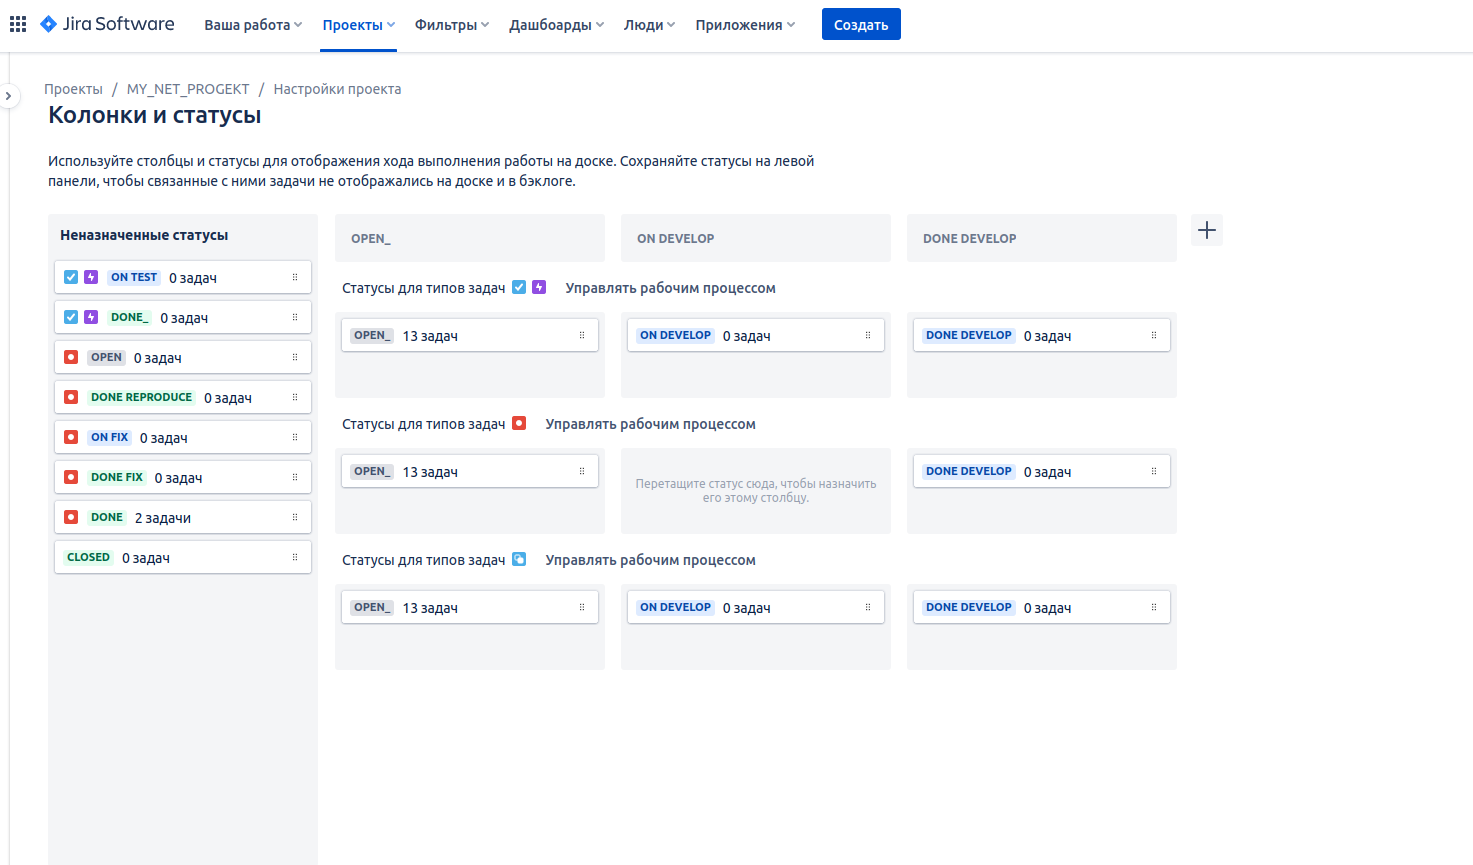 Jira Software Ваша работа Проекты Фильтры Дашборды Люди Приложения Создать
Проекты / MY_NET_PROGEKT / Настройки проекта
Колонки и статусы
Используйте столбцы и статусы для отображения хода выполнения работы на доске. Сохраняйте статусы на левой
панели, чтобы связанные с ними задачи не отображались на доске и в бэклоге.
Неназначенные статусы
ON TEST 0 задач
DONE_ 0 задач
OPEN 0 задач
DONE REPRODUCE 0 задач
ON FIX 0 задач
DONE FIX 0 задач
DONE 2 задачи
CLOSED 0 задач
OPEN_ ON DEVELOP DONE DEVELOP
Статусы для типов задач Управлять рабочим процессом
OPEN_ 13 задач ON DEVELOP 0 задач DONE DEVELOP 0 задач
Статусы для типов задач Управлять рабочим процессом
OPEN_ 13 задач
Перетащите статус сюда, чтобы назначить
его этому столбцу.
DONE DEVELOP 0 задач
Статусы для типов задач Управлять рабочим процессом
OPEN_ 13 задач ON DEVELOP 0 задач DONE DEVELOP 0 задач